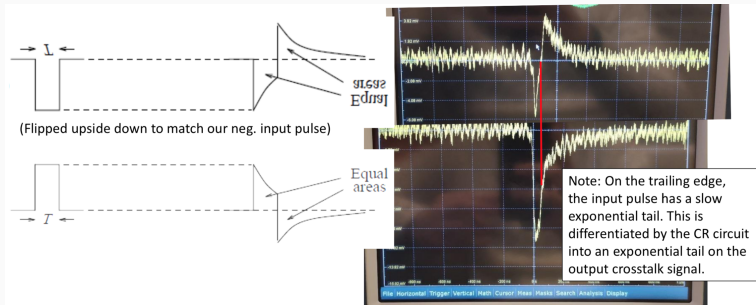 T
Equal
areas
(Flipped upside down to match our neg. input pulse)
T
Equal
areas
Note: On the trailing edge,
the input pulse has a slow
exponential tail. This is
differentiated by the CR circuit
into an exponential tail on the
output crosstalk signal.
File Horizontal Trigger Vertical Math Cursor Meas Masks Search Analysis Display